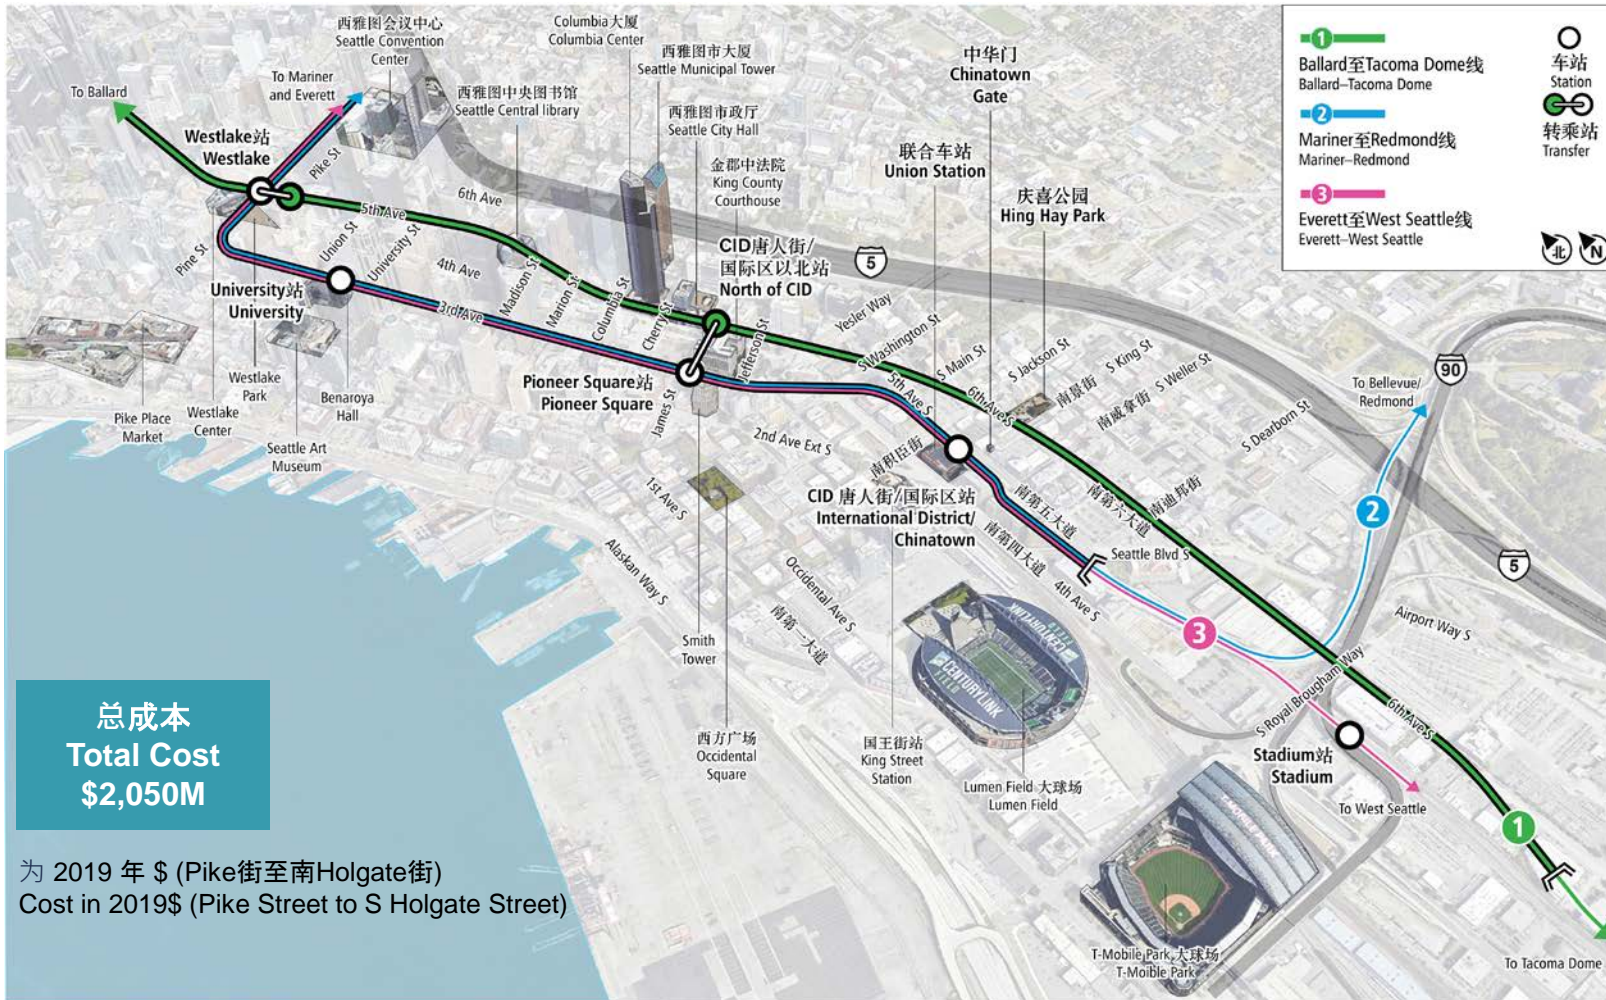 西雅图会议中心
Seattle Convention
Center
Columbia大厦
Columbia Center
西雅图市大厦
Seattle Municipal Tower
中华门
Chinatown
Gate
To Ballard
To Mariner
and Everett
西雅图中央图书馆
Seattle Central library
西雅图市政厅
Seattle City Hall
Westlake站
Westlake
Pike St
金郡中法院
King County
Courthouse
联合车站
Union Station
庆喜公园
Hing Hay Park
6th Ave
5th Ave
Union St
University St
4th Ave
Pine St
CID唐人街/
国际区以北站
North of CID
5
University站
University
3rd Ave
Madison St
Marion St
Columbia St
Cherry St
Jefferson St
Yesler Way
S Washington St
S Main St
S Jackson St
S King St
南景街
S Weller St
南威拿街
S Dearborn St
5th Ave S
6th Ave S
Westlake
Park
Benaroya
Hall
Pike Place
Market
Westlake
Center
Seattle Art
Museum
Pioneer Square站
Pioneer Square
James St
2nd Ave Ext S
南积臣街
To Bellevue/
Redmond
90
1st Ave S
CID 唐人街/国际区站
International District/
Chinatown
南第五大道
南第六大道
南迪邦街
南第四大道
Seattle Blvd S
4th Ave S
2
5
Alaskan Way S
Occidental Ave S
南第一大道
CENTURYLINK
FIELD
CENTURYLINK
FIELD
3
Airport Way S
Smith
Tower
S Royal Brougham Way
6th Ave S
西方广场
Occidental
Square
国王街站
King Street
Station
Lumen Field 大球场
Lumen Field
Stadium站
Stadium
To West Seattle
1
T-Mobile Park 大球场
T-Moible Park
To Tacoma Dome
1
Ballard至Tacoma Dome线
Ballard–Tacoma Dome
2
Mariner至Redmond线
Mariner–Redmond
3
Everett至West Seattle线
Everett–West Seattle
车站
Station
转乘站
Transfer
北
N
总成本
Total Cost
$2,050M
为 2019 年 $ (Pike街至南Holgate街)
Cost in 2019$ (Pike Street to S Holgate Street)